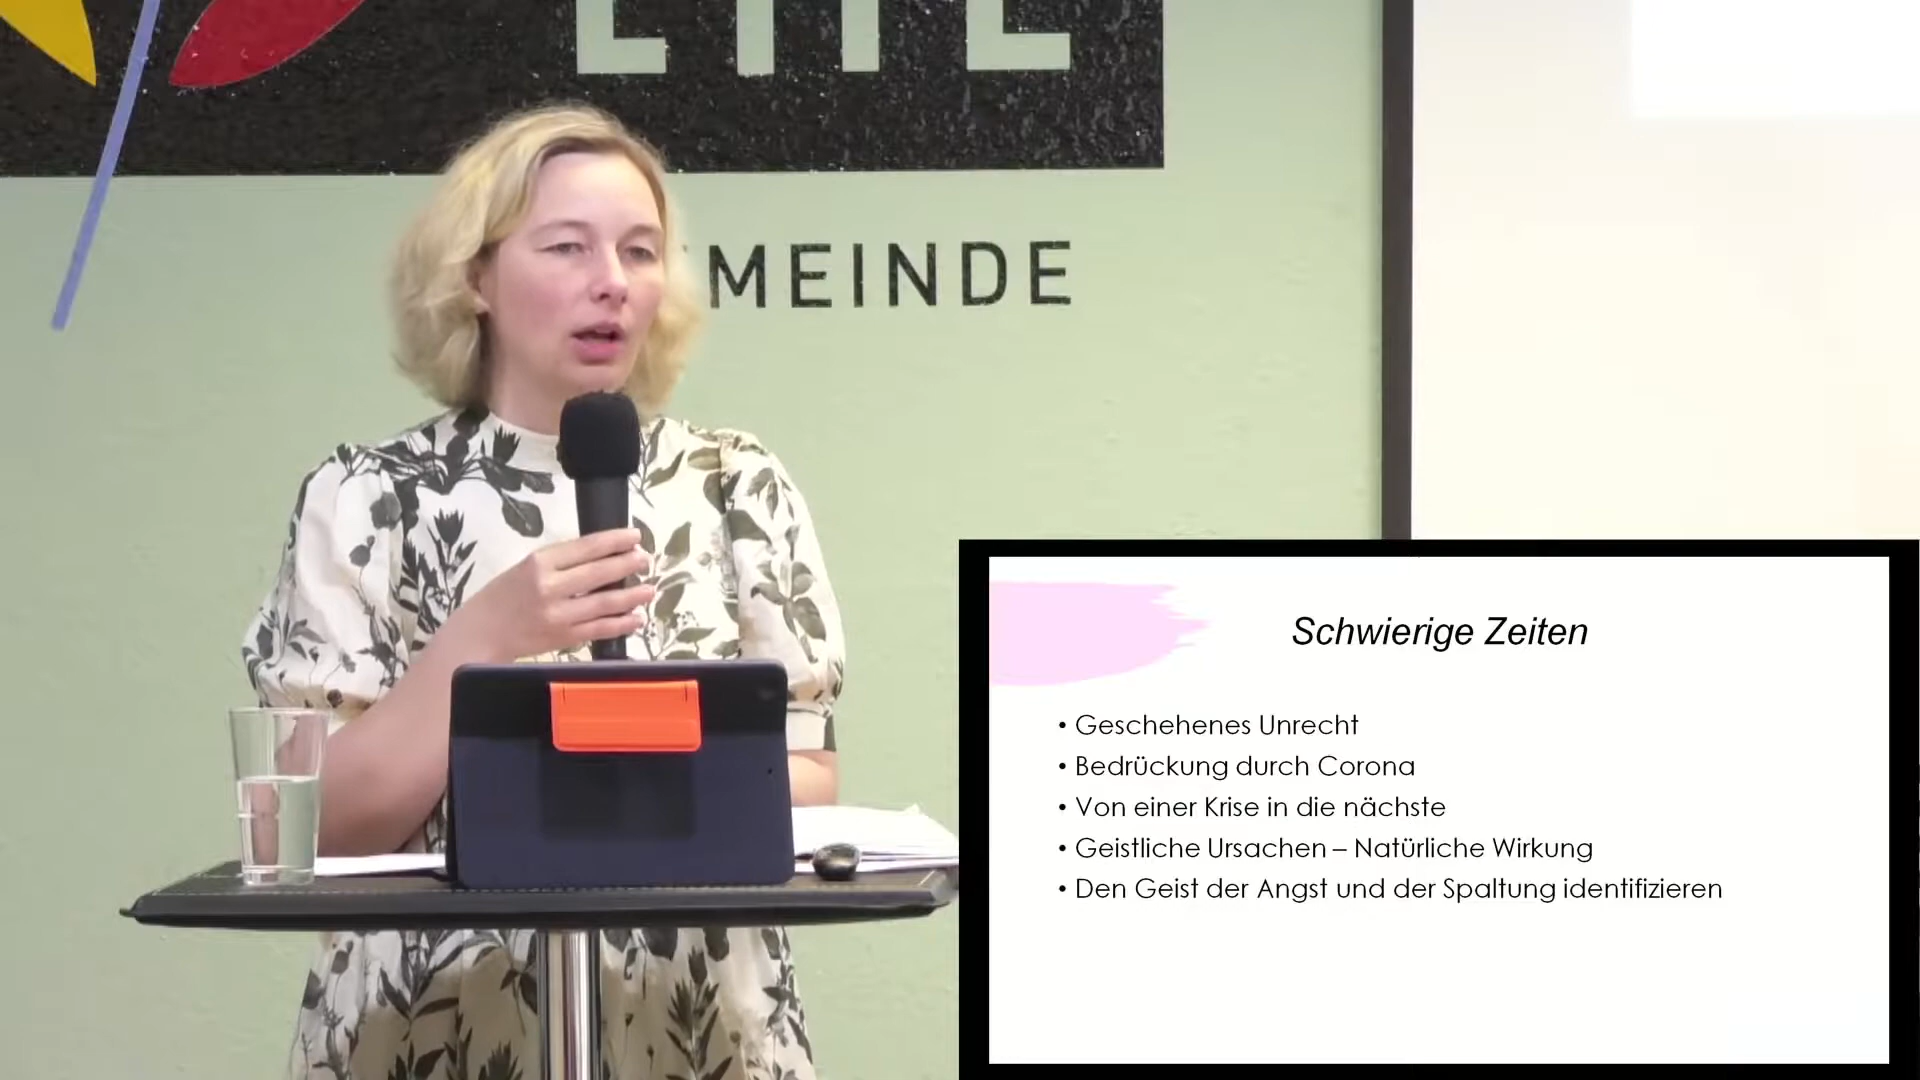 MEINDE
Schwierige Zeiten
• Geschehenes Unrecht
• Bedrückung durch Corona
• Von einer Krise in die nächste
• Geistliche Ursachen – Natürliche Wirkung
• Den Geist der Angst und der Spaltung identifizieren